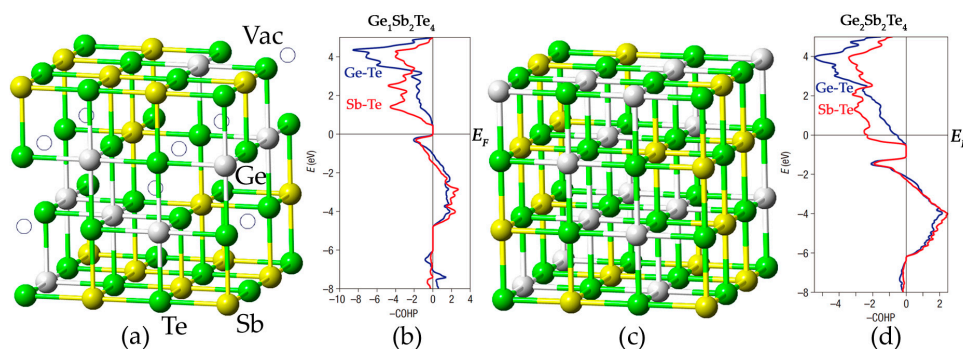 Vac
Ge
Te
Sb
(a)
Ge₁Sb₂Te₄
Ge-Te
Sb-Te
E_F
E (eV)
4
2
0
−2
−4
−6
−8
−10 −8 −6 −4 −2 0 2 4
−COHP
(b)
(c)
Ge₂Sb₂Te₄
Ge-Te
Sb-Te
E
E (eV)
4
2
0
−2
−4
−6
−8
−4 −2 0 2
−COHP
(d)